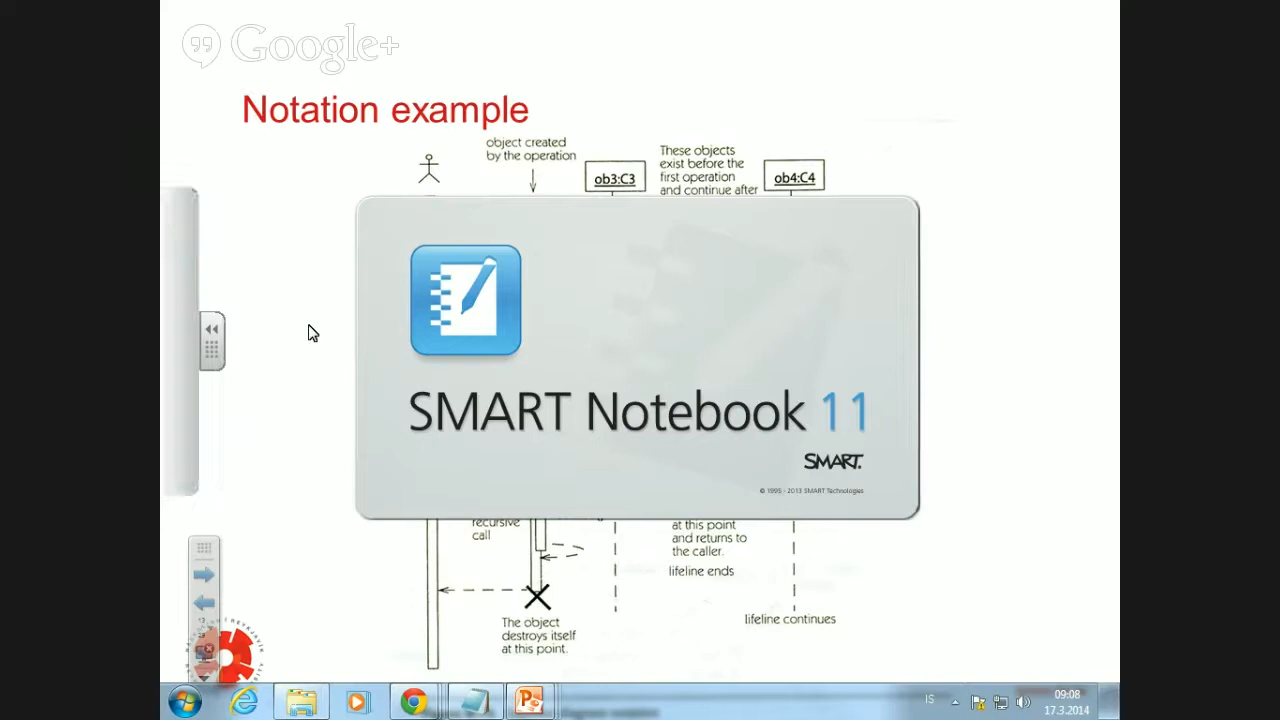 Google+
Notation example
object created
by the operation
ob3:C3
These objects
exist before the
first operation
and continue after
ob4:C4
SMART Notebook 11
SMART
© 1995 - 2013 SMART Technologies
recursive
call
at this point
and returns to
the caller.
lifeline ends
lifeline continues
The object
destroys itself
at this point.
13
IS
09:08
17.3.2014